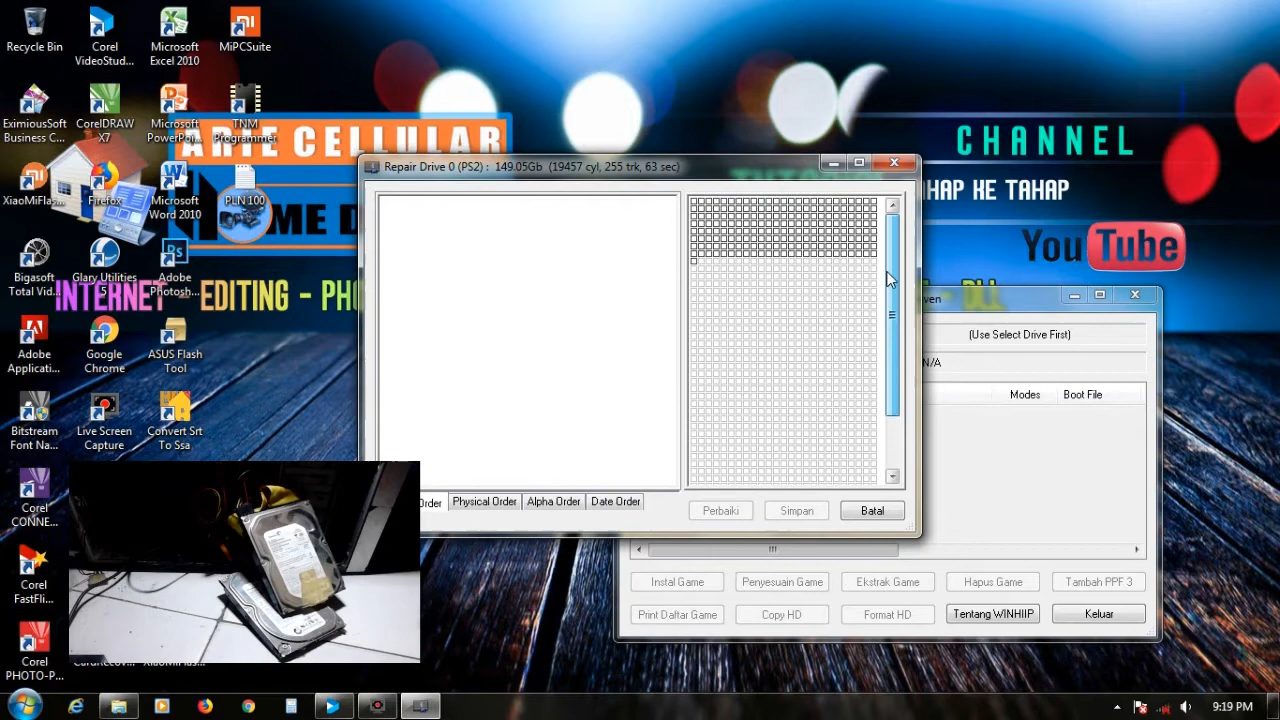 Recycle Bin
Corel
VideoStud...
Microsoft
Excel 2010
MiPCSuite
EximiousSoft
Business C...
CorelDRAW
X7
Microsoft
PowerPoi...
TNM
Programmer
XiaoMiFlas...
Firefox
Microsoft
Word 2010
PLN 100
Bigasoft
Total Vid...
Glary Utilities
5
Adobe
Photosh...
Adobe
Applicati...
Google
Chrome
ASUS Flash
Tool
Bitstream
Font Na...
Live Screen
Capture
Convert Srt
To Ssa
Corel
CONNE...
Corel
FastFli...
Corel
PHOTO-P...
ARIE CELLULAR
ME D
INTERNET - EDITING - PHO
CHANNEL
AHAP KE TAHAP
YouTube
- DLL
Repair Drive 0 (PS2) : 149.05Gb (19457 cyl, 255 trk, 63 sec)
Order
Physical Order
Alpha Order
Date Order
Perbaiki
Simpan
Batal
ven
(Use Select Drive First)
N/A
Modes
Boot File
Instal Game
Penyesuain Game
Ekstrak Game
Hapus Game
Tambah PPF 3
Print Daftar Game
Copy HD
Format HD
Tentang WINHIIP
Keluar
9:19 PM